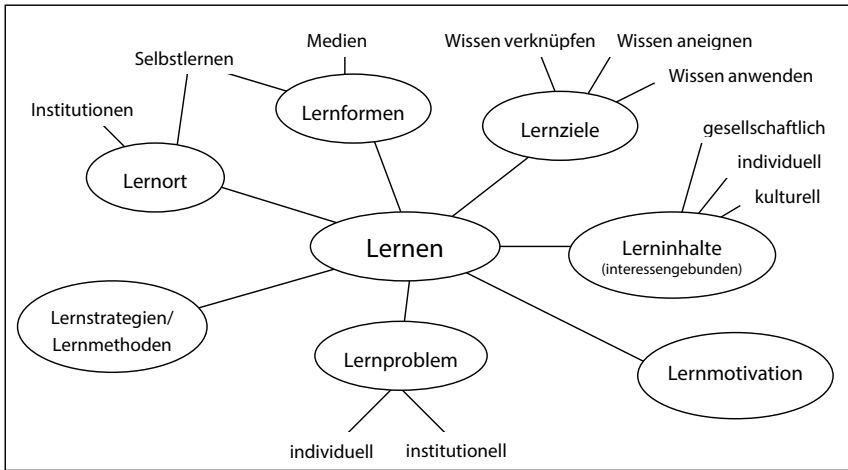 Medien
Wissen verknüpfen
Wissen aneignen
Selbstlernen
Wissen anwenden
Institutionen
Lernformen
Lernziele
gesellschaftlich
individuell
kulturell
Lernort
Lernen
Lerninhalte
(interessengebunden)
Lernstrategien/
Lernmethoden
Lernproblem
Lernmotivation
individuell
institutionell